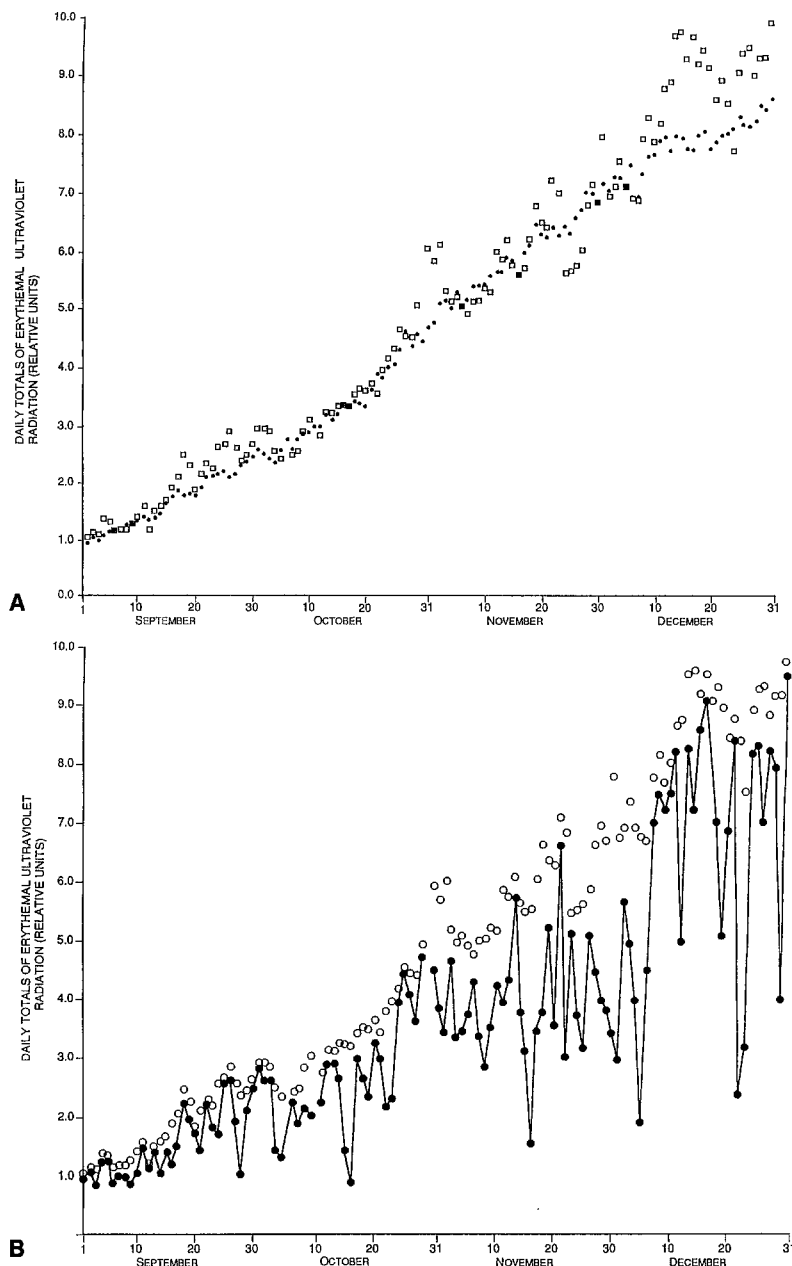 10.0
9.0
8.0
7.0
6.0
5.0
4.0
3.0
2.0
1.0
0.0
DAILY TOTALS OF ERYTHEMAL ULTRAVIOLET
RADIATION (RELATIVE UNITS)
A
1 10 20 30 10 20 31 10 20 30 10 20 31
SEPTEMBER OCTOBER NOVEMBER DECEMBER
10.0
9.0
8.0
7.0
6.0
5.0
4.0
3.0
2.0
1.0
DAILY TOTALS OF ERYTHEMAL ULTRAVIOLET
RADIATION (RELATIVE UNITS)
B
1 10 20 30 10 20 31 10 20 30 10 20 31
SEPTEMBER OCTOBER NOVEMBER DECEMBER